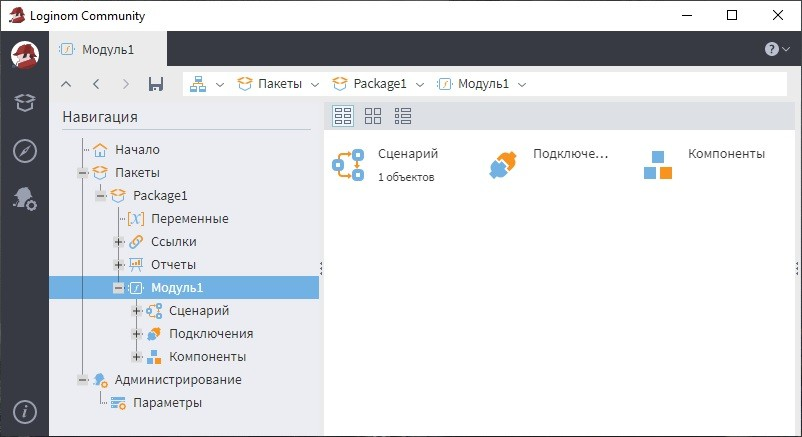 Loginom Community
Модуль1
?
Пакеты Package1 Модуль1
Навигация
Начало
Пакеты
Package1
[x] Переменные
Ссылки
Отчеты
Модуль1
Сценарий
Подключения
Компоненты
Администрирование
Параметры
Сценарий
1 объектов
Подключе...
Компоненты
i